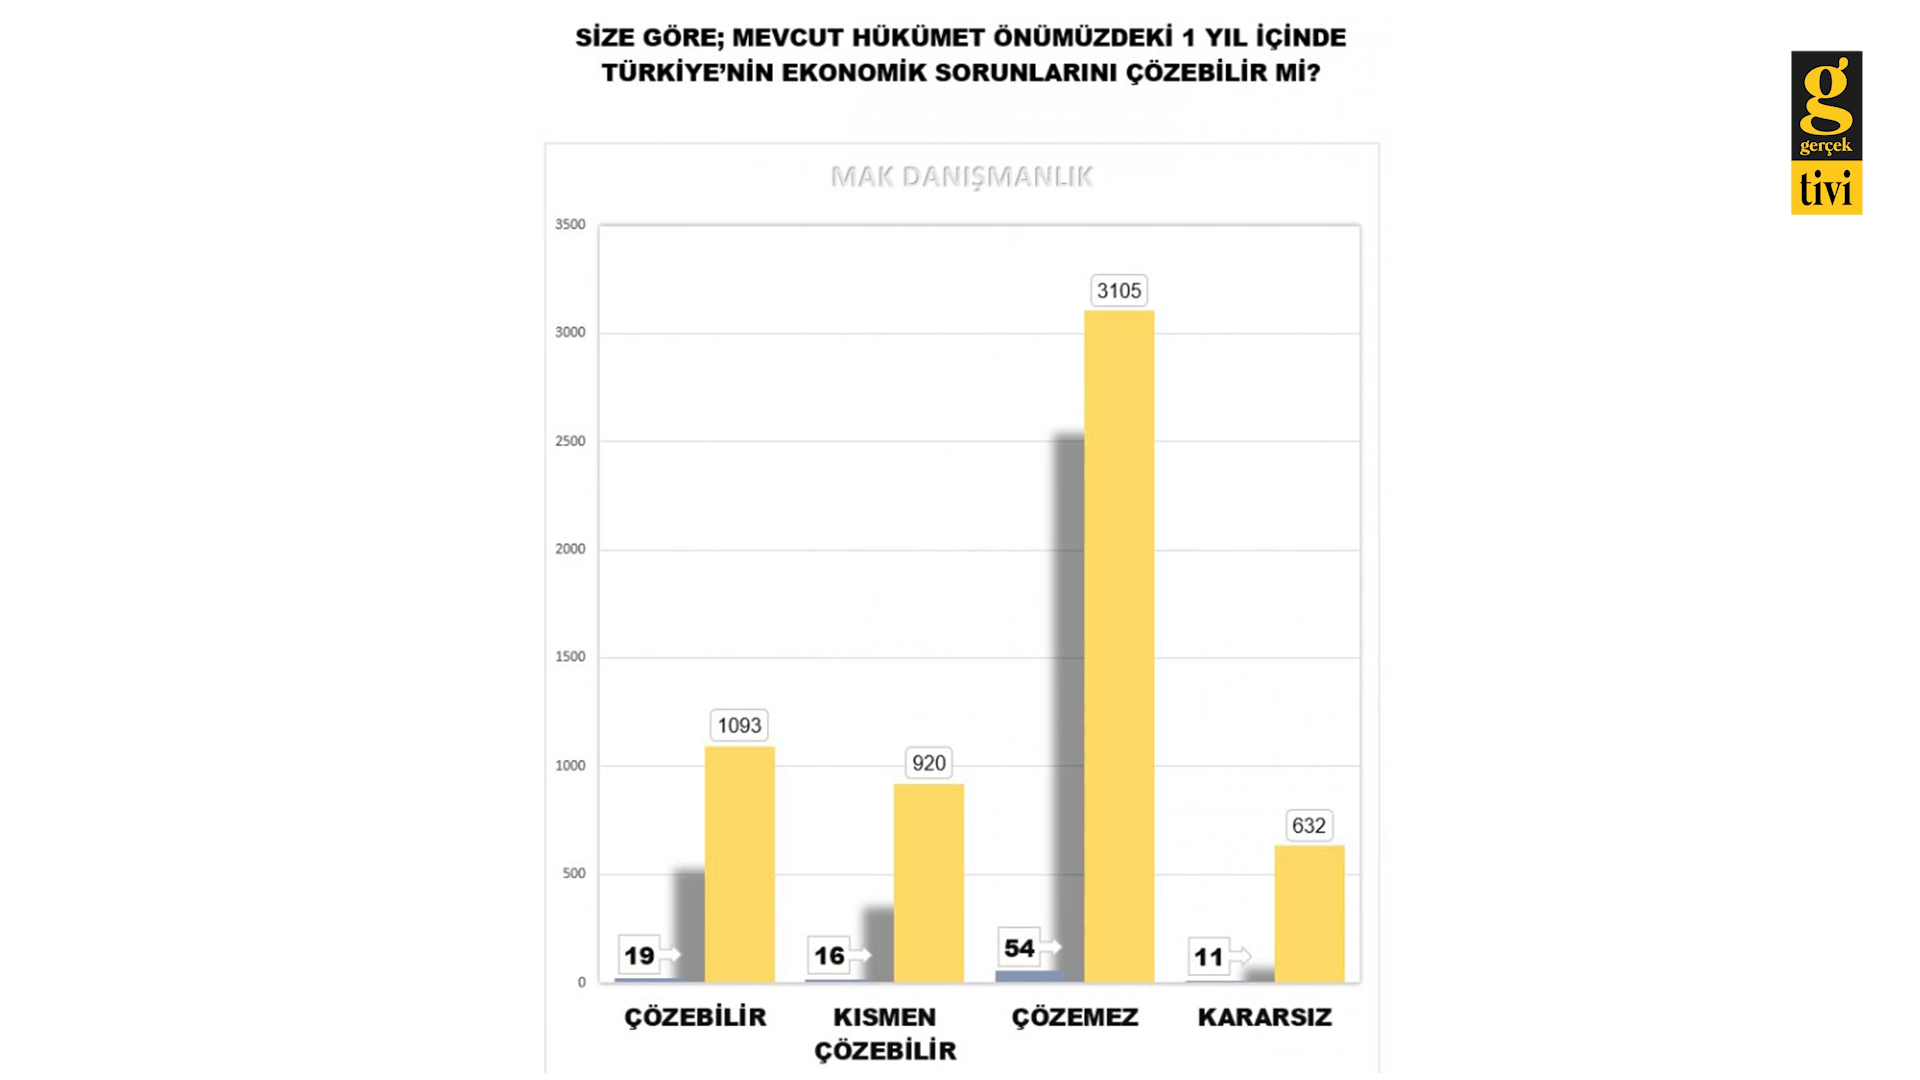 SİZE GÖRE; MEVCUT HÜKÜMET ÖNÜMÜZDEKİ 1 YIL İÇİNDE
TÜRKİYE'NİN EKONOMİK SORUNLARINI ÇÖZEBİLİR Mİ?
g
gerçek
tivi
MAK DANIŞMANLIK
3500
3000
2500
2000
1500
1000
500
0
19
1093
16
920
54
3105
11
632
ÇÖZEBİLİR
KISMEN
ÇÖZEBİLİR
ÇÖZEMEZ
KARARSIZ